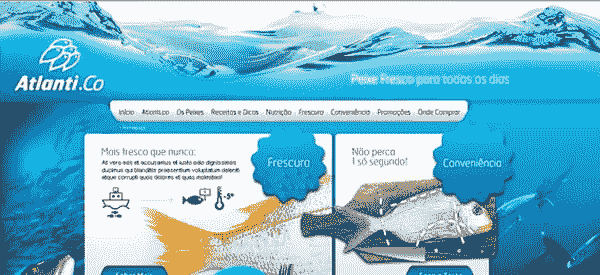 Atlanti.Co
Peixe Fresco para todos os dias
Início Atlanti.co Os Peixes Receitas e Dicas Nutrição Frescura Conveniência Promoções Onde Comprar
Mais fresco que nunca:
At vero eos et accusamus et iusto odio dignissimos
ducimus qui blanditiis praesentium voluptatum deleniti
atque corrupti quos dolores et quas molestias!
-5°
Frescura
Não perca
1 só segundo!
Conveniência